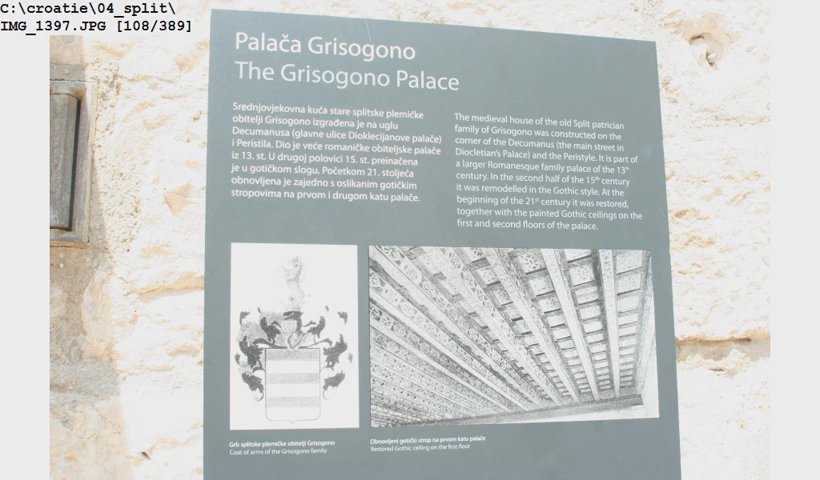 C:\croatie\04_split\
IMG_1397.JPG [108/389]
Palača Grisogono
The Grisogono Palace
Srednjovjekovna kuća stare splitske plemićke
obitelji Grisogono izgrađena je na uglu
Decumanusa (glavne ulice Dioklecijanove palače)
i Peristila. Dio je veće romaničke obiteljske palače
iz 13. st. U drugoj polovici 15. st. preinačena
je u gotičkom slogu. Početkom 21. stoljeća
obnovljena je zajedno s oslikanim gotičkim
stropovima na prvom i drugom katu palače.
The medieval house of the old Split patrician
family of Grisogono was constructed on the
corner of the Decumanus (the main street in
Diocletian's Palace) and the Peristyle. It is part of
a larger Romanesque family palace of the 13th
century. In the second half of the 15th century
it was remodelled in the Gothic style. At the
beginning of the 21st century it was restored,
together with the painted Gothic ceilings on the
first and second floors of the palace.
Grb splitske plemićke obitelji Grisogono
Coat of arms of the Grisogono family
Obnovljeni gotički strop na prvom katu palače
Restored Gothic ceiling on the first floor